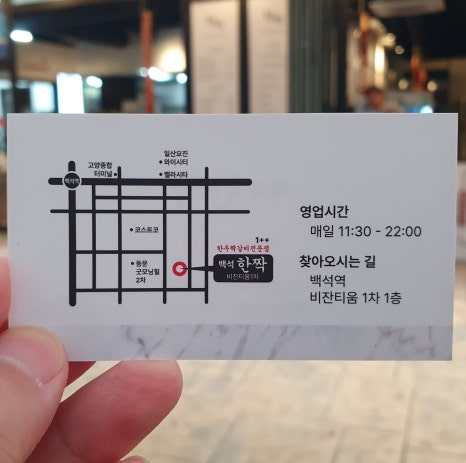 일산요진
와이시티
고양종합
터미널
벨라시타
백석역
코스트코
1++
한우짝갈비전문점
백석 한짝
비잔티움1차
동문
굿모닝힐
2차
영업시간
매일 11:30 - 22:00
찾아오시는 길
백석역
비잔티움 1차 1층